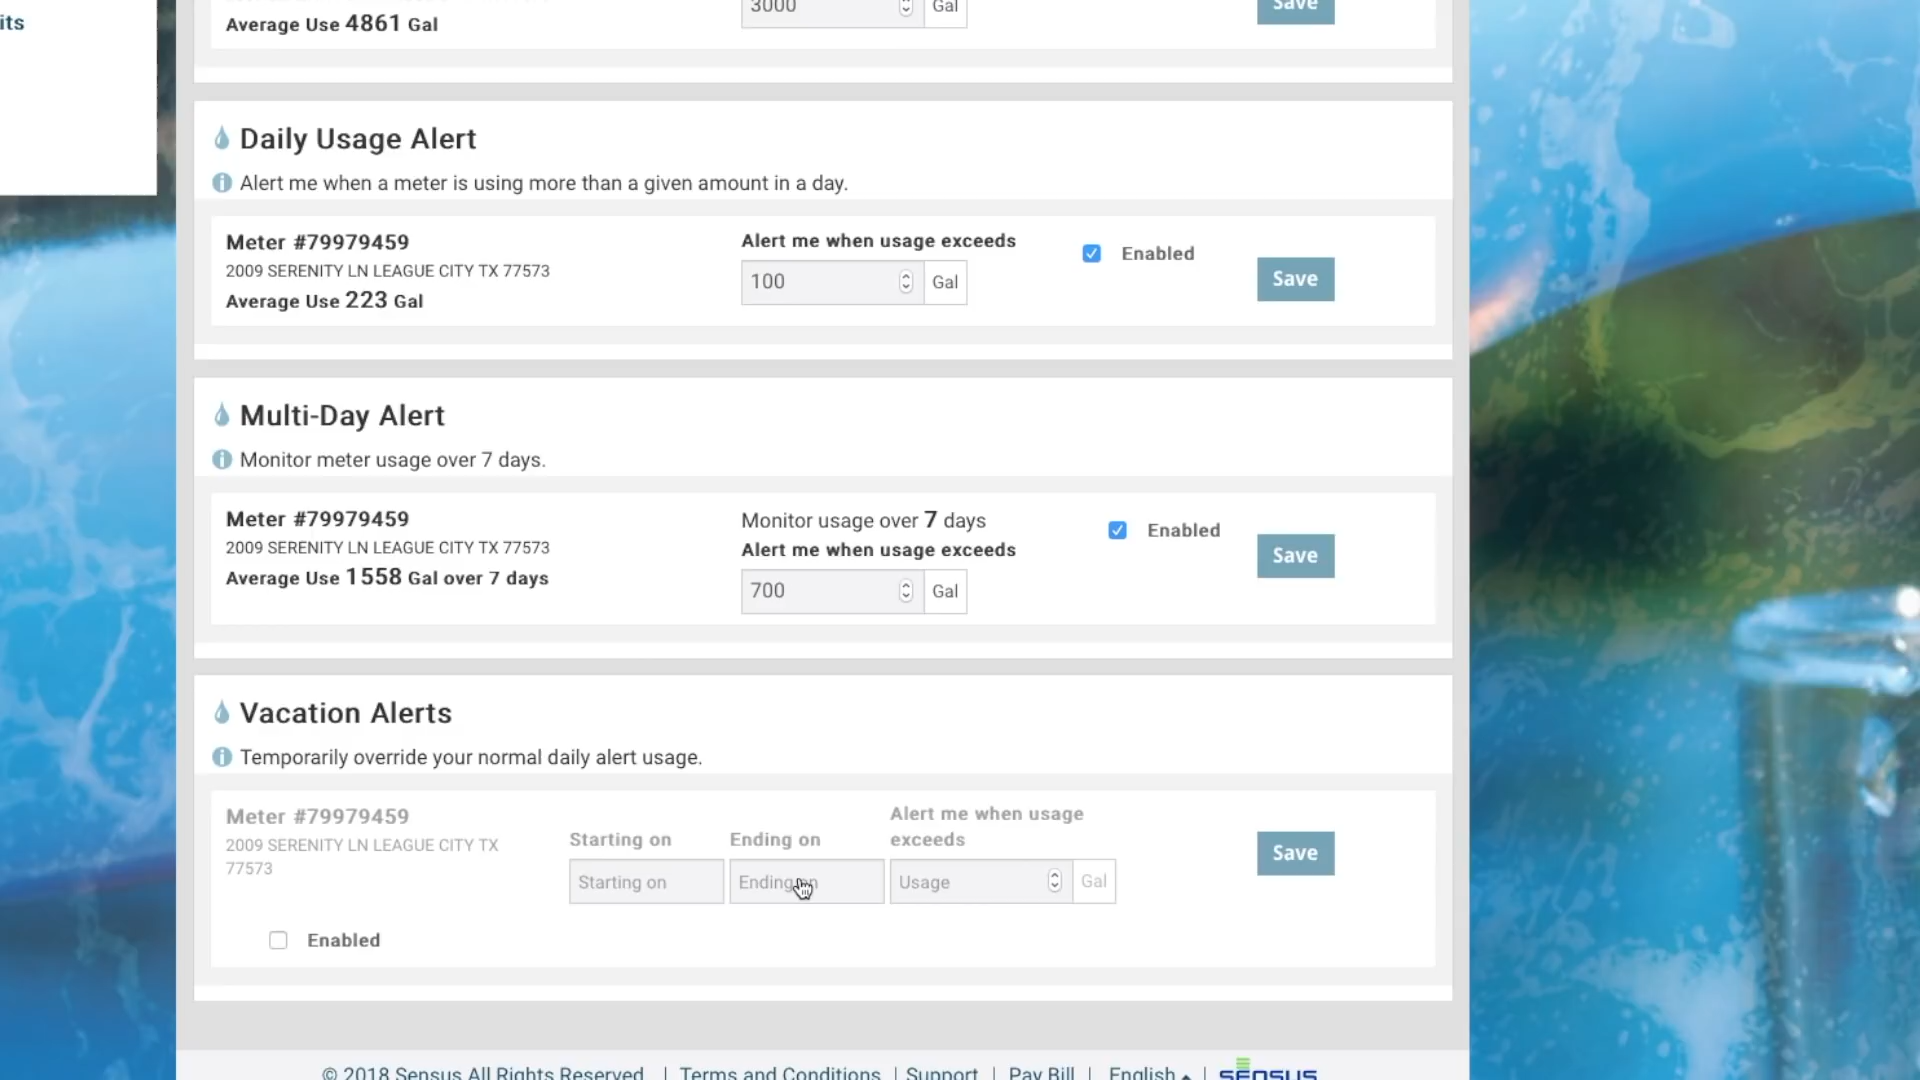 its
Average Use 4861 Gal
3000
Gal
Save
Daily Usage Alert
Alert me when a meter is using more than a given amount in a day.
Meter #79979459
2009 SERENITY LN LEAGUE CITY TX 77573
Average Use 223 Gal
Alert me when usage exceeds
100
Gal
Enabled
Save
Multi-Day Alert
Monitor meter usage over 7 days.
Meter #79979459
2009 SERENITY LN LEAGUE CITY TX 77573
Average Use 1558 Gal over 7 days
Monitor usage over 7 days
Alert me when usage exceeds
700
Gal
Enabled
Save
Vacation Alerts
Temporarily override your normal daily alert usage.
Meter #79979459
2009 SERENITY LN LEAGUE CITY TX
77573
Starting on
Starting on
Ending on
Ending on
Alert me when usage
exceeds
Usage
Gal
Save
Enabled
© 2018 Sensus All Rights Reserved | Terms and Conditions | Support | Pay Bill | English | SENSUS